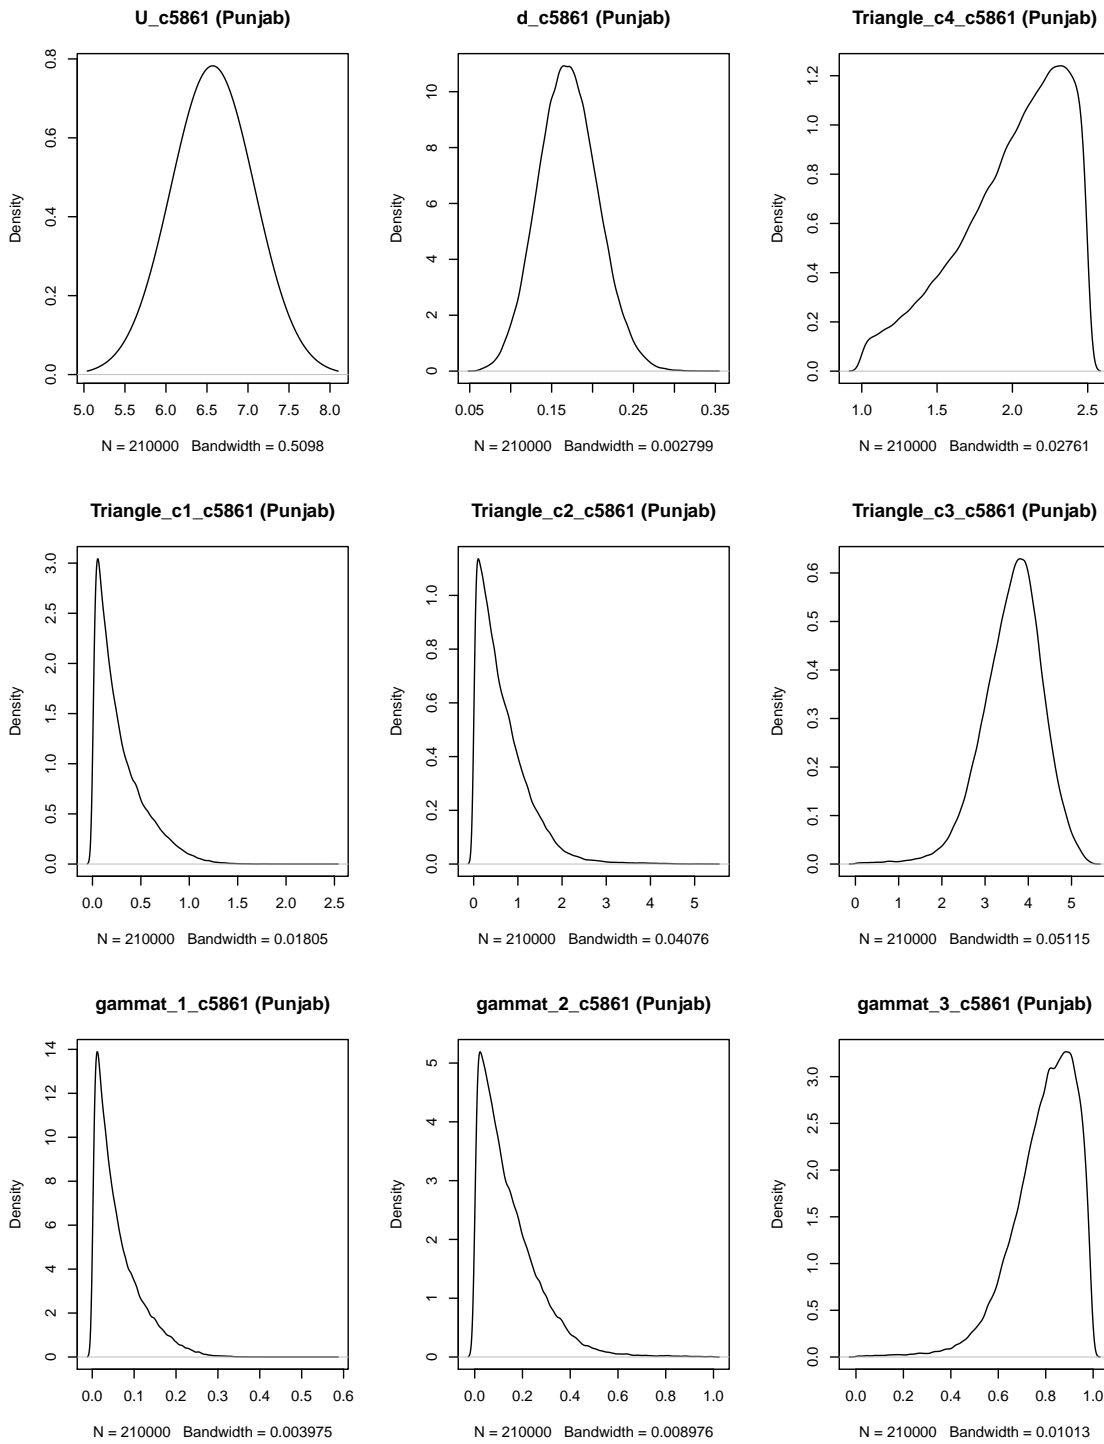 U_c5861 (Punjab)
d_c5861 (Punjab)
Triangle_c4_c5861 (Punjab)
Density
0.0 0.2 0.4 0.6 0.8
5.0 5.5 6.0 6.5 7.0 7.5 8.0
N = 210000 Bandwidth = 0.5098
Density
0 2 4 6 8 10
0.05 0.15 0.25 0.35
N = 210000 Bandwidth = 0.002799
Density
0.0 0.2 0.4 0.6 0.8 1.0 1.2
1.0 1.5 2.0 2.5
N = 210000 Bandwidth = 0.02761
Triangle_c1_c5861 (Punjab)
Triangle_c2_c5861 (Punjab)
Triangle_c3_c5861 (Punjab)
Density
0.0 0.5 1.0 1.5 2.0 2.5 3.0
0.0 0.5 1.0 1.5 2.0 2.5
N = 210000 Bandwidth = 0.01805
Density
0.0 0.2 0.4 0.6 0.8 1.0
0 1 2 3 4 5
N = 210000 Bandwidth = 0.04076
Density
0.0 0.1 0.2 0.3 0.4 0.5 0.6
0 1 2 3 4 5
N = 210000 Bandwidth = 0.05115
gammat_1_c5861 (Punjab)
gammat_2_c5861 (Punjab)
gammat_3_c5861 (Punjab)
Density
0 2 4 6 8 10 12 14
0.0 0.1 0.2 0.3 0.4 0.5 0.6
N = 210000 Bandwidth = 0.003975
Density
0 1 2 3 4 5
0.0 0.2 0.4 0.6 0.8 1.0
N = 210000 Bandwidth = 0.008976
Density
0.0 0.5 1.0 1.5 2.0 2.5 3.0
0.0 0.2 0.4 0.6 0.8 1.0
N = 210000 Bandwidth = 0.01013